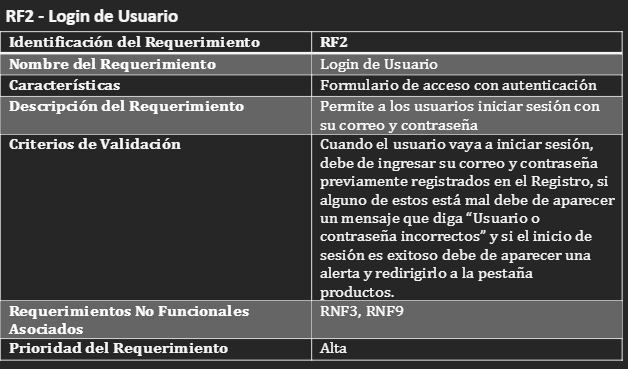 RF2 - Login de Usuario
Identificación del Requerimiento RF2
Nombre del Requerimiento Login de Usuario
Características Formulario de acceso con autenticación
Descripción del Requerimiento Permite a los usuarios iniciar sesión con
su correo y contraseña
Criterios de Validación Cuando el usuario vaya a iniciar sesión,
debe de ingresar su correo y contraseña
previamente registrados en el Registro, si
alguno de estos está mal debe de aparecer
un mensaje que diga “Usuario o
contraseña incorrectos” y si el inicio de
sesión es exitoso debe de aparecer una
alerta y redirigirlo a la pestaña
productos.
Requerimientos No Funcionales RNF3, RNF9
Asociados
Prioridad del Requerimiento Alta